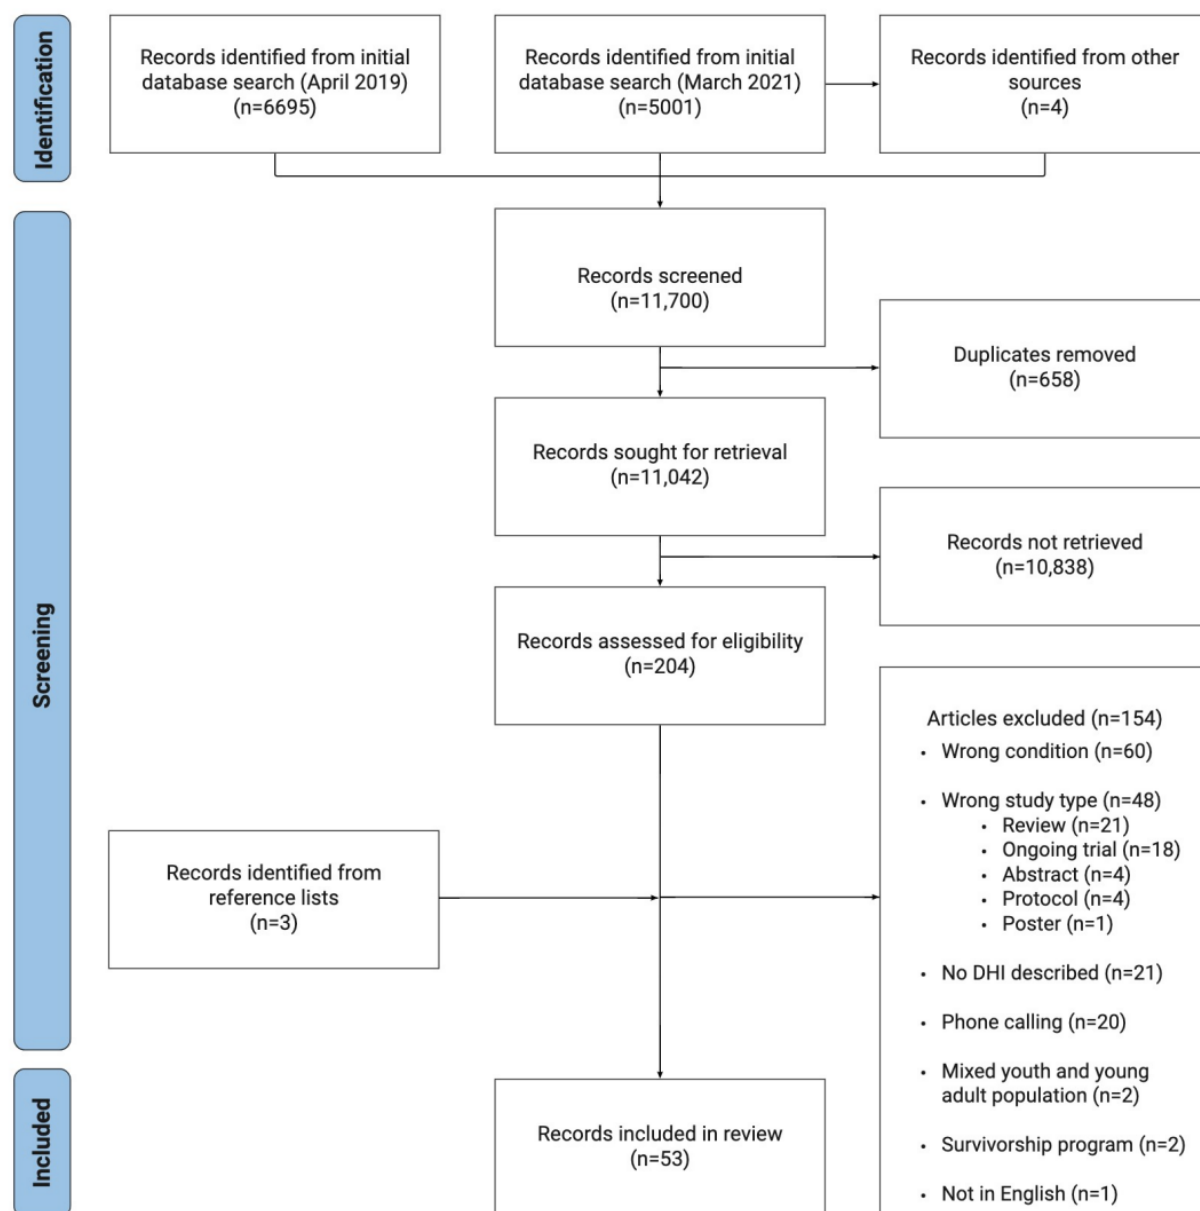 Identification
Records identified from initial
database search (April 2019)
(n=6695)
Records identified from initial
database search (March 2021)
(n=5001)
Records identified from other
sources
(n=4)
Screening
Records screened
(n=11,700)
Duplicates removed
(n=658)
Records sought for retrieval
(n=11,042)
Records not retrieved
(n=10,838)
Records assessed for eligibility
(n=204)
Records identified from
reference lists
(n=3)
Articles excluded (n=154)
• Wrong condition (n=60)
• Wrong study type (n=48)
• Review (n=21)
• Ongoing trial (n=18)
• Abstract (n=4)
• Protocol (n=4)
• Poster (n=1)
• No DHI described (n=21)
• Phone calling (n=20)
• Mixed youth and young
adult population (n=2)
• Survivorship program (n=2)
• Not in English (n=1)
Included
Records included in review
(n=53)